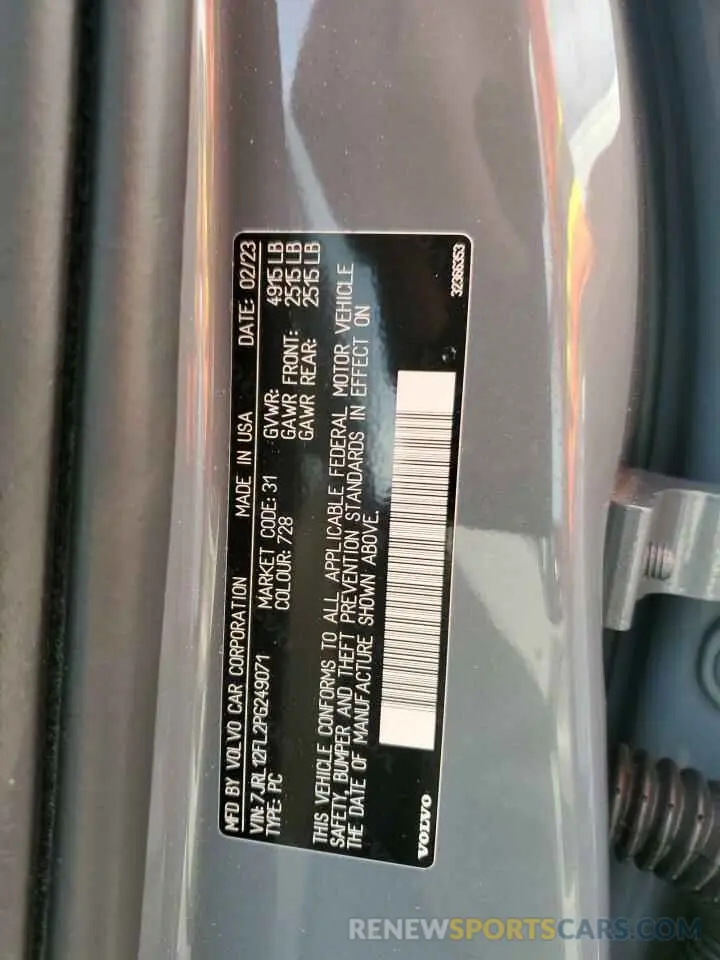 MFD BY VOLVO CAR CORPORATION MADE IN USA DATE: 02/23
VIN: 7JRL12FL2PG249071 MARKET CODE: 31 GVWR: 4915 LB
TYPE: PC COLOUR: 728 GAWR FRONT: 2515 LB
GAWR REAR: 2515 LB
THIS VEHICLE CONFORMS TO ALL APPLICABLE FEDERAL MOTOR VEHICLE
SAFETY, BUMPER AND THEFT PREVENTION STANDARDS IN EFFECT ON
THE DATE OF MANUFACTURE SHOWN ABOVE.
VOLVO 32366353
RENEWSPORTSCARS.COM